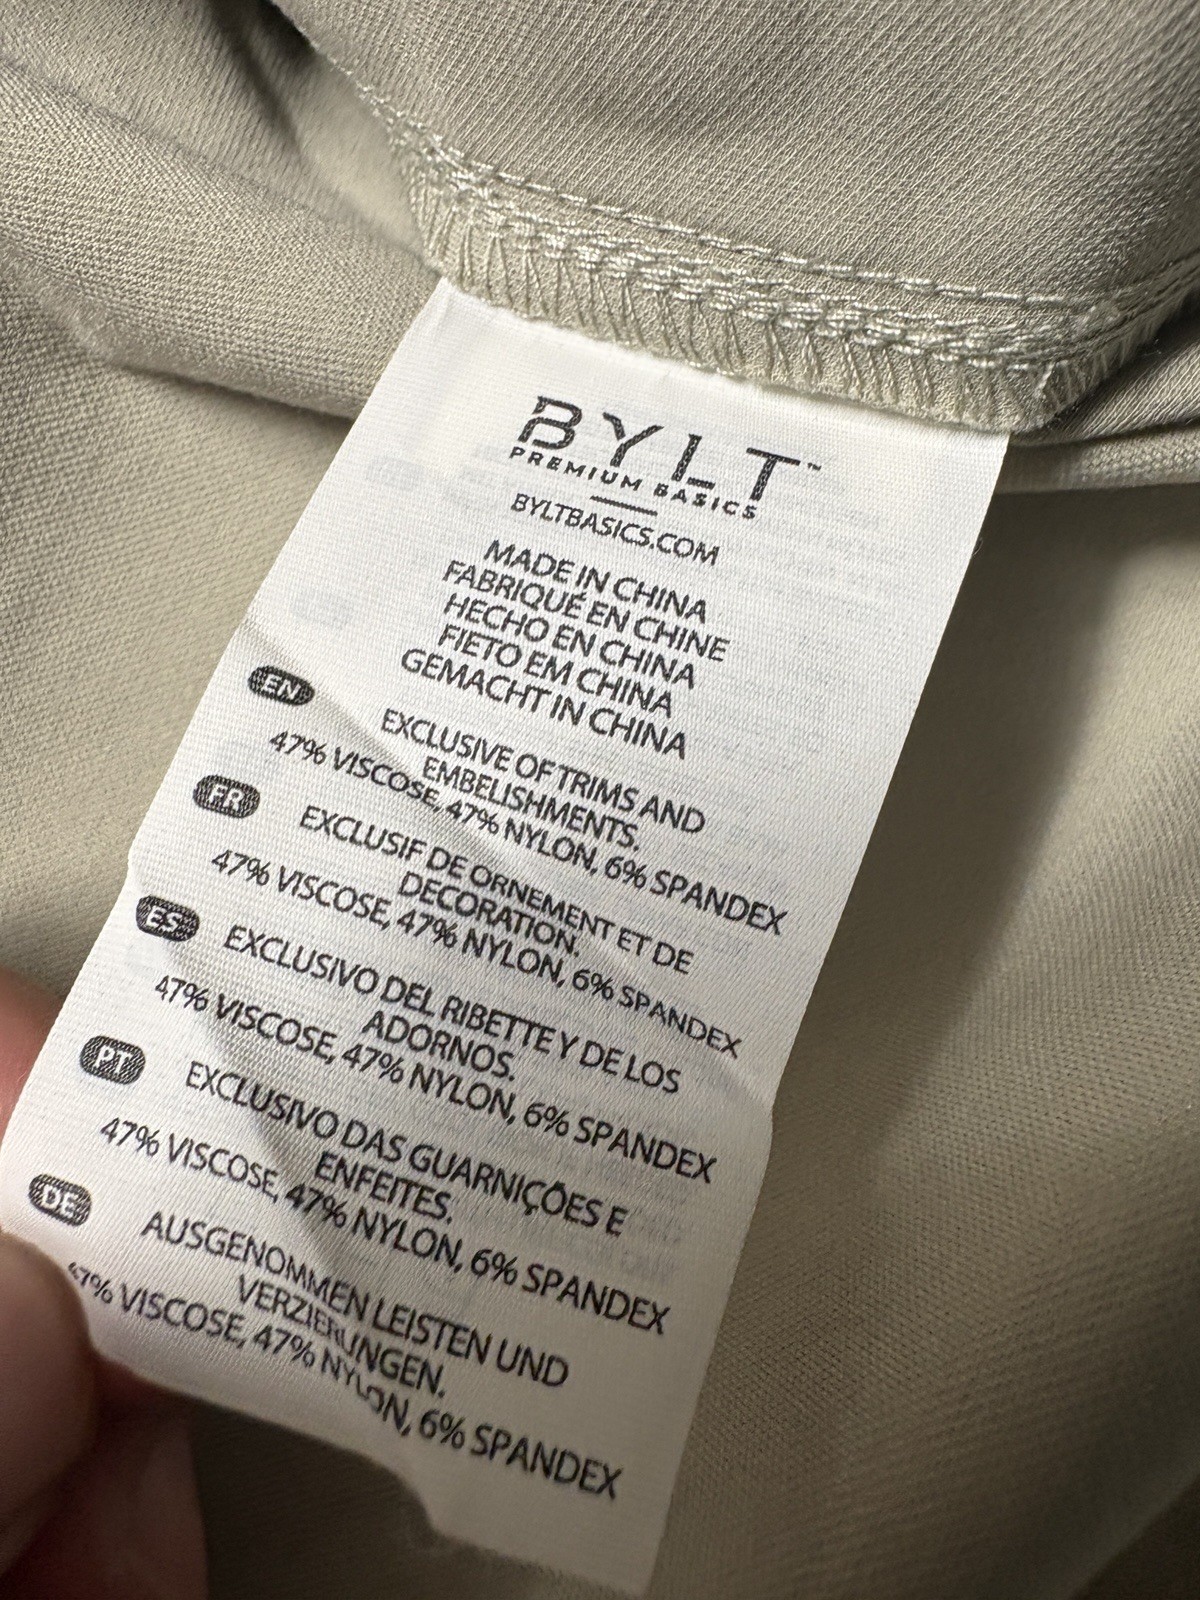 BYLT™
PREMIUM BASICS
BYLTBASICS.COM
MADE IN CHINA
FABRIQUÉ EN CHINE
HECHO EN CHINA
FIETO EM CHINA
GEMACHT IN CHINA
EN
EXCLUSIVE OF TRIMS AND
EMBELISHMENTS.
47% VISCOSE, 47% NYLON, 6% SPANDEX
FR
EXCLUSIF DE ORNEMENT ET DE
DECORATION.
47% VISCOSE, 47% NYLON, 6% SPANDEX
ES
EXCLUSIVO DEL RIBETTE Y DE LOS
ADORNOS.
47% VISCOSE, 47% NYLON, 6% SPANDEX
PT
EXCLUSIVO DAS GUARNIÇÕES E
ENFEITES.
47% VISCOSE, 47% NYLON, 6% SPANDEX
DE
AUSGENOMMEN LEISTEN UND
VERZIERUNGEN.
47% VISCOSE, 47% NYLON, 6% SPANDEX